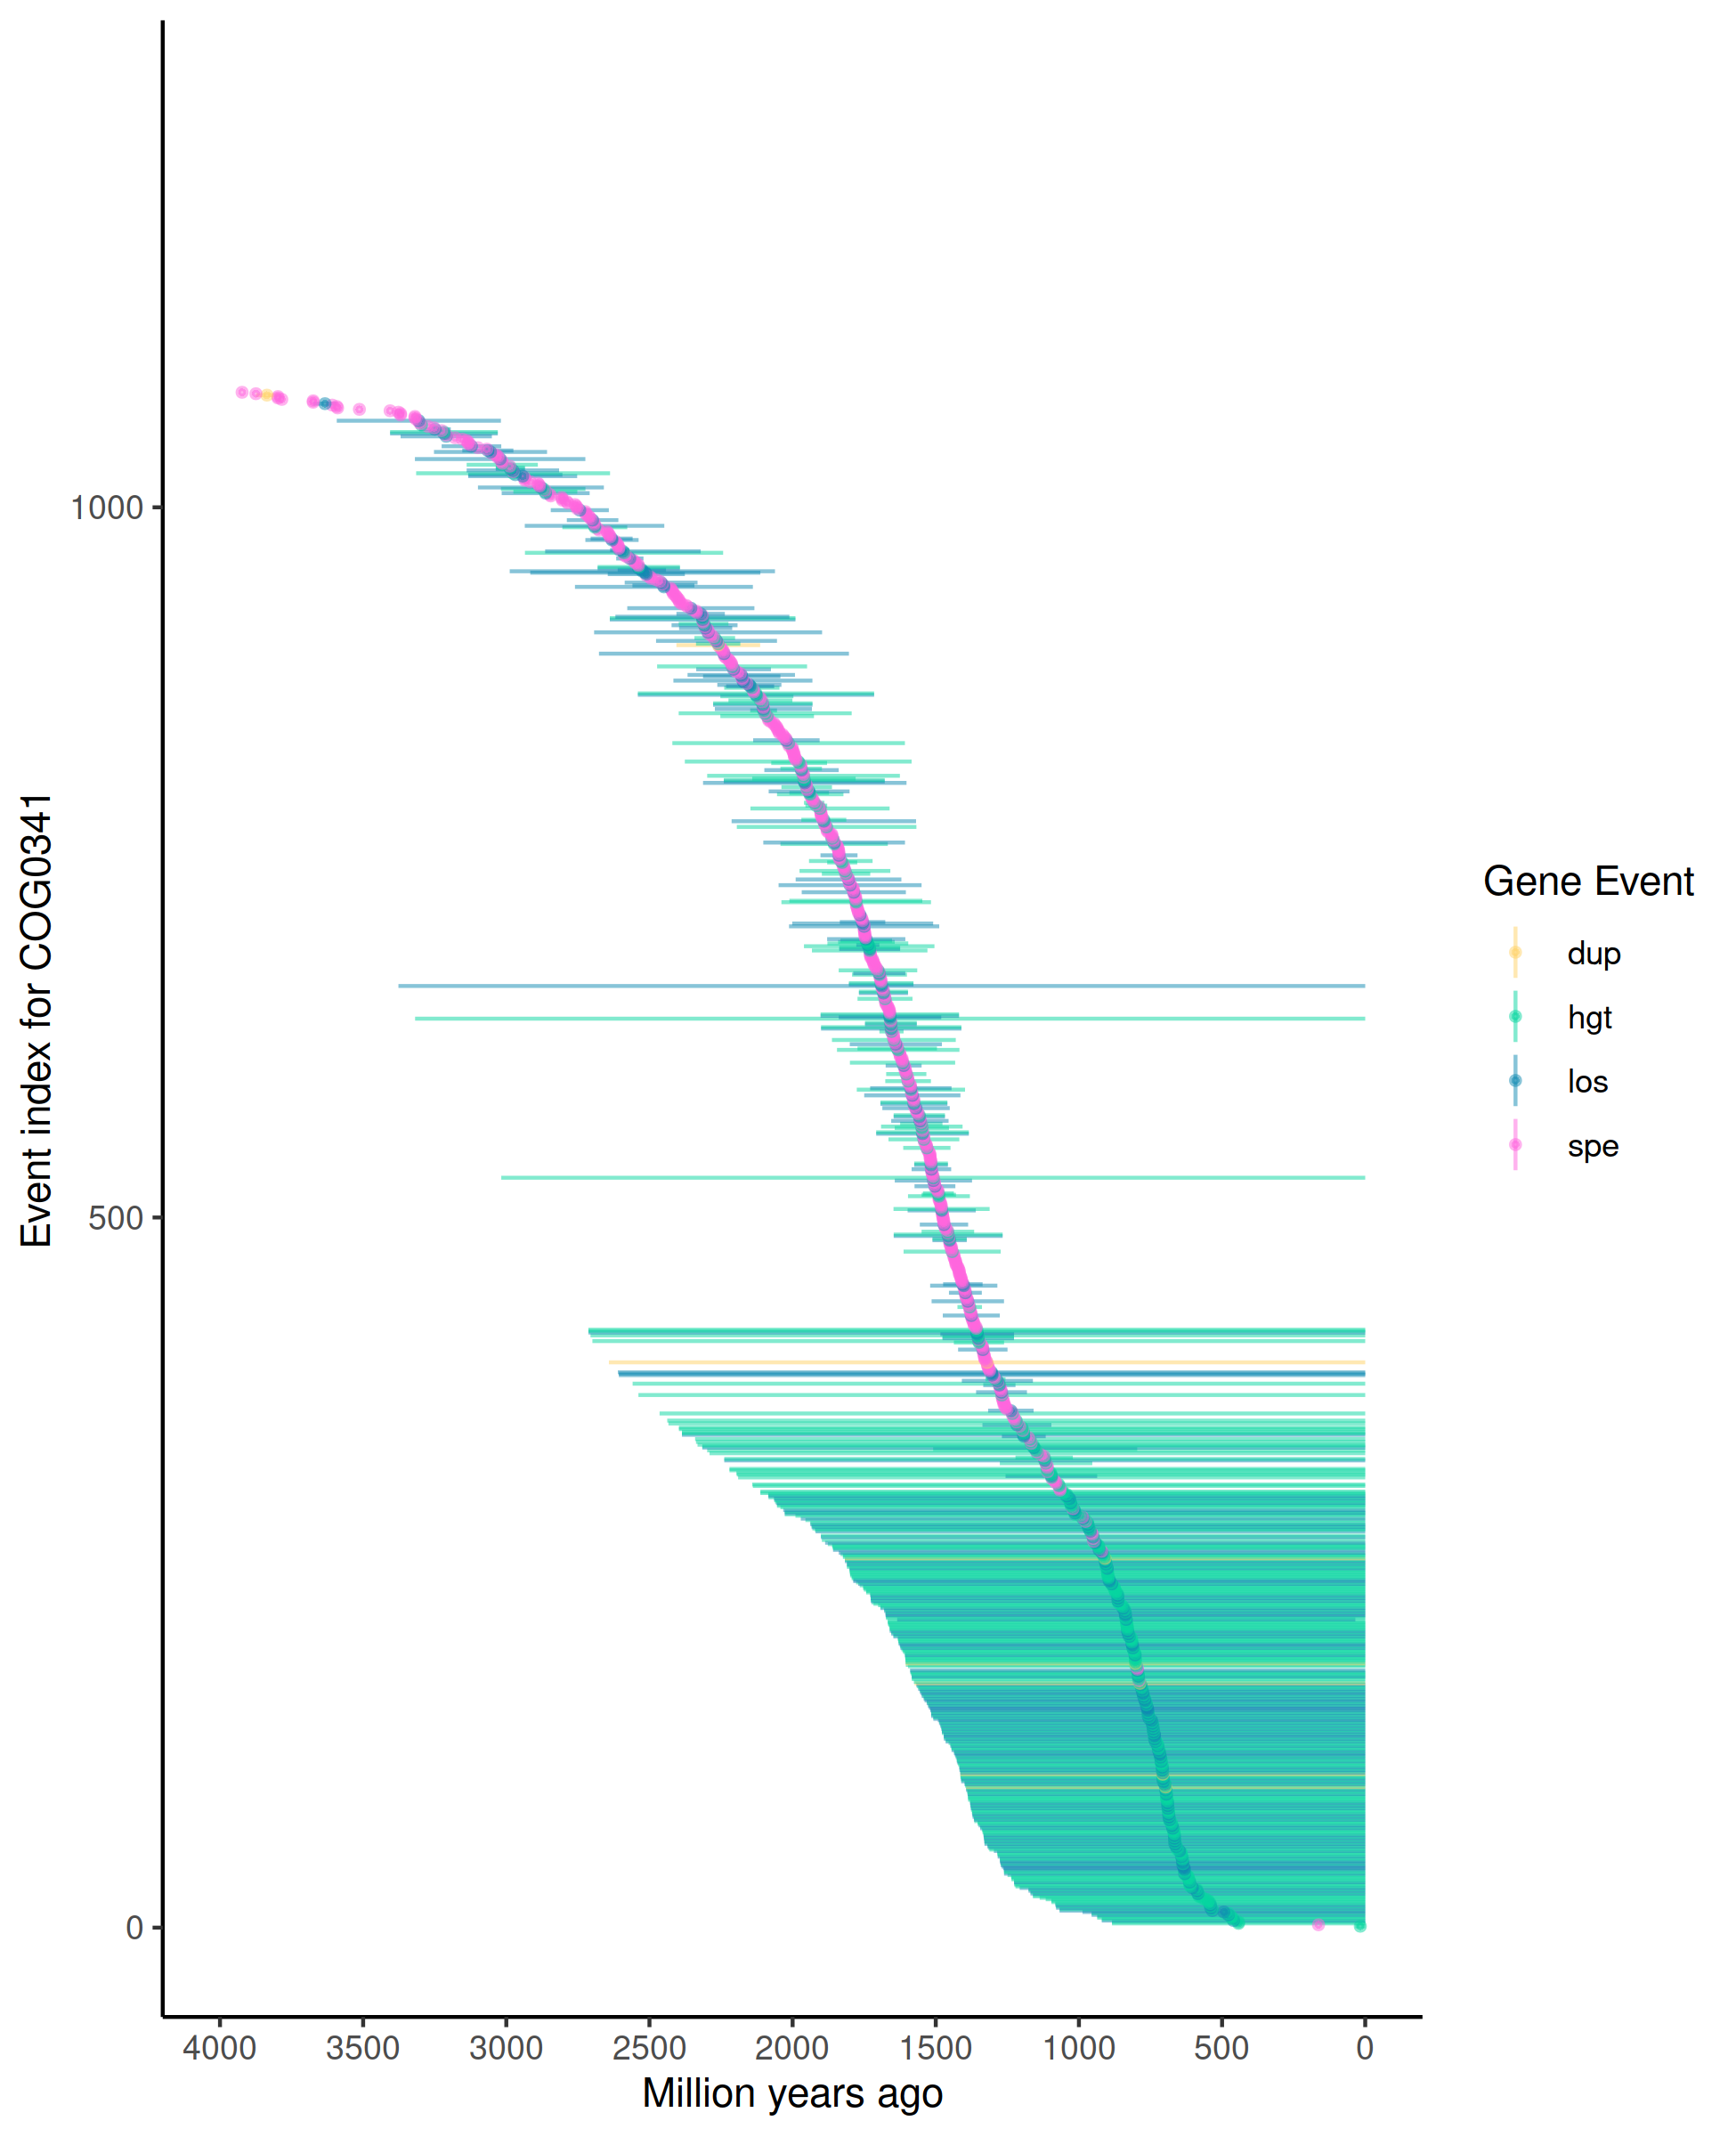 Event index for COG0341
1000
500
0
4000 3500 3000 2500 2000 1500 1000 500 0
Million years ago
Gene Event
dup
hgt
los
spe